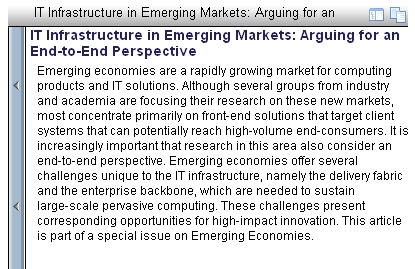 IT Infrastructure in Emerging Markets: Arguing for an
IT Infrastructure in Emerging Markets: Arguing for an
End-to-End Perspective
Emerging economies are a rapidly growing market for computing
products and IT solutions. Although several groups from industry
and academia are focusing their research on these new markets,
most concentrate primarily on front-end solutions that target client
systems that can potentially reach high-volume end-consumers. It is
increasingly important that research in this area also consider an
end-to-end perspective. Emerging economies offer several
challenges unique to the IT infrastructure, namely the delivery fabric
and the enterprise backbone, which are needed to sustain
large-scale pervasive computing. These challenges present
corresponding opportunities for high-impact innovation. This article
is part of a special issue on Emerging Economies.